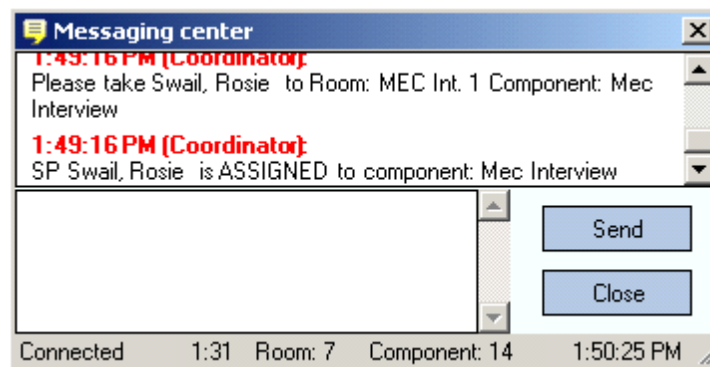 Messaging center
1:49:16 PM (Coordinator):
Please take Swail, Rosie to Room: MEC Int. 1 Component: Mec
Interview
1:49:16 PM (Coordinator):
SP Swail, Rosie is ASSIGNED to component: Mec Interview
Send
Close
Connected 1:31 Room: 7 Component: 14 1:50:25 PM